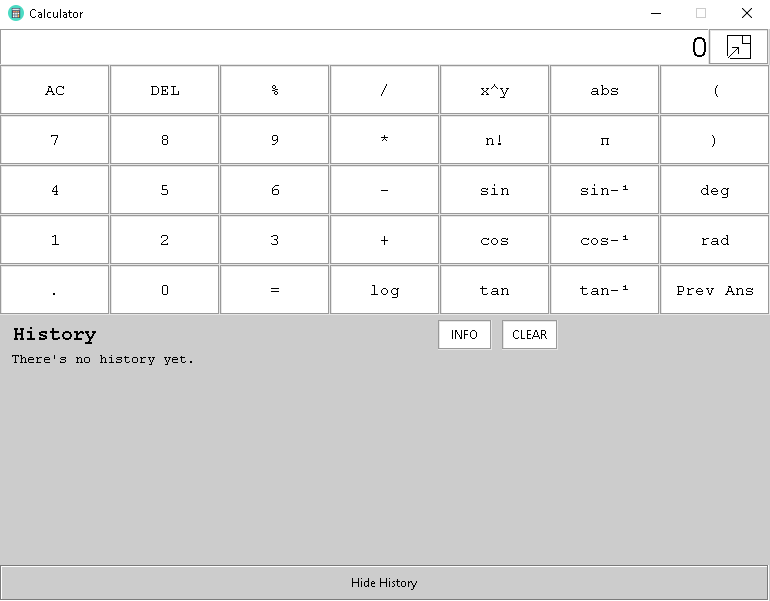 Calculator
0
AC DEL % / x^y abs (
7 8 9 * n! π )
4 5 6 - sin sin-¹ deg
1 2 3 + cos cos-¹ rad
. 0 = log tan tan-¹ Prev Ans
History INFO CLEAR
There's no history yet.
Hide History